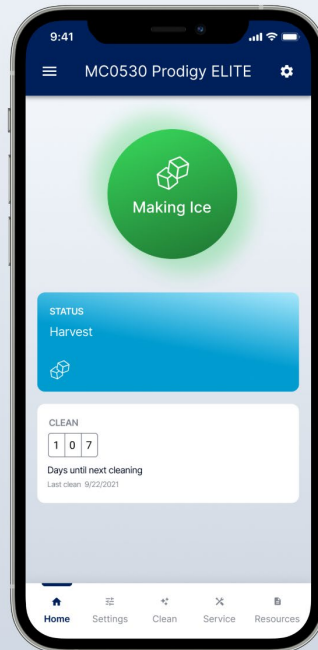 9:41
MC0530 Prodigy ELITE
Making Ice
STATUS
Harvest
CLEAN
1 0 7
Days until next cleaning
Last clean 9/22/2021
Home Settings Clean Service Resources